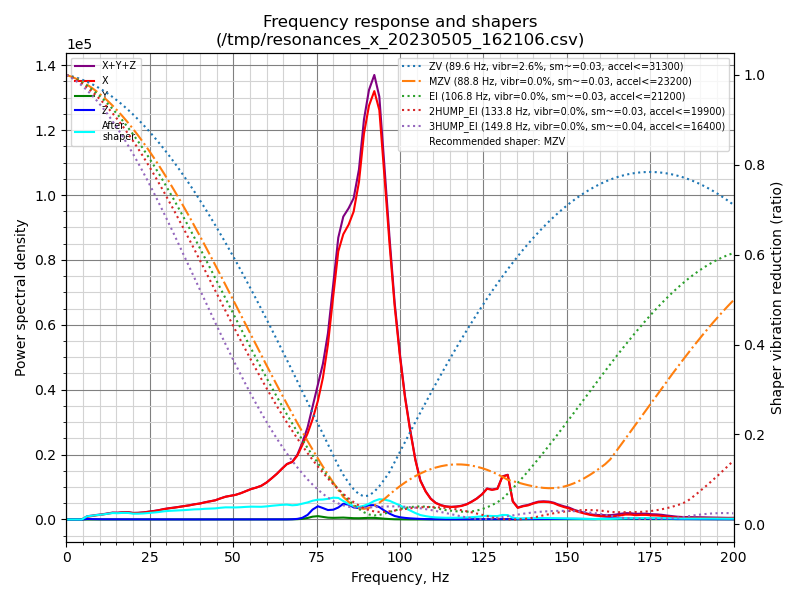 Frequency response and shapers
(/tmp/resonances_x_20230505_162106.csv)
1e5
X+Y+Z
X
Y
Z
After
shaper
ZV (89.6 Hz, vibr=2.6%, sm~=0.03, accel<=31300)
MZV (88.8 Hz, vibr=0.0%, sm~=0.03, accel<=23200)
EI (106.8 Hz, vibr=0.0%, sm~=0.03, accel<=21200)
2HUMP_EI (133.8 Hz, vibr=0.0%, sm~=0.03, accel<=19900)
3HUMP_EI (149.8 Hz, vibr=0.0%, sm~=0.04, accel<=16400)
Recommended shaper: MZV
Power spectral density
1.4
1.2
1.0
0.8
0.6
0.4
0.2
0.0
Shaper vibration reduction (ratio)
1.0
0.8
0.6
0.4
0.2
0.0
0 25 50 75 100 125 150 175 200
Frequency, Hz